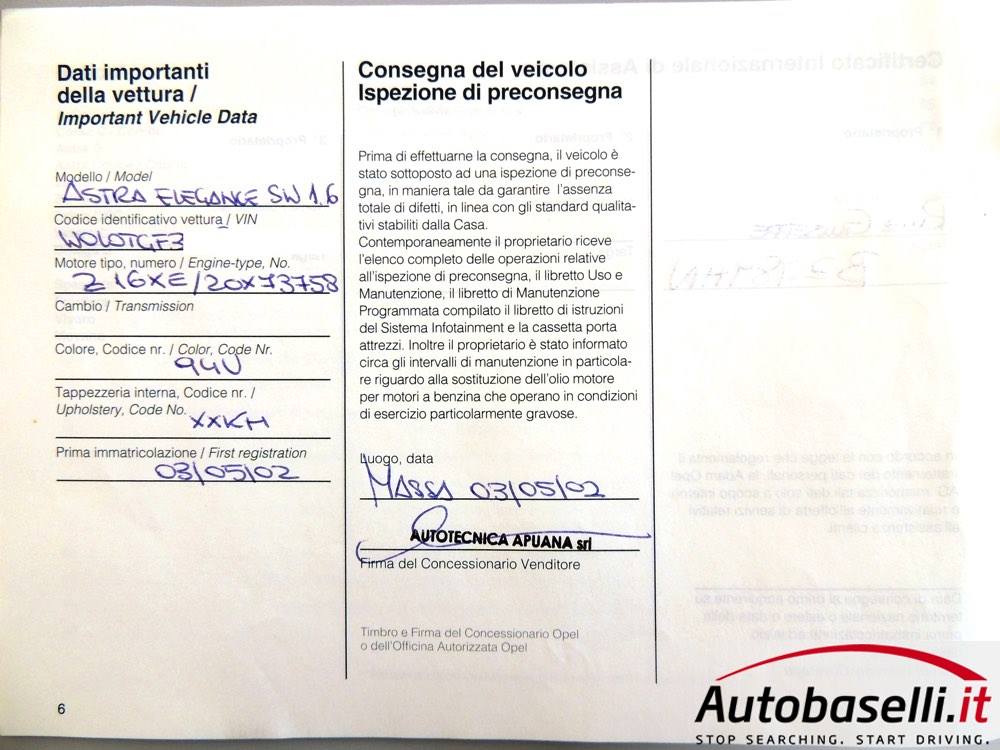 Dati importanti
della vettura /
Important Vehicle Data
Modello / Model
ASTRA ELEGANCE SW 1,6
Codice identificativo vettura / VIN
W0L0TGF3
Motore tipo, numero / Engine-type, No.
Z16XE/20X73758
Cambio / Transmission
Colore, Codice nr. / Color, Code Nr.
94U
Tappezzeria interna, Codice nr. /
Upholstery, Code No.
XXKH
Prima immatricolazione / First registration
03/05/02
6
Consegna del veicolo
Ispezione di preconsegna
Prima di effettuarne la consegna, il veicolo è
stato sottoposto ad una ispezione di preconse-
gna, in maniera tale da garantire l'assenza
totale di difetti, in linea con gli standard qualita-
tivi stabiliti dalla Casa.
Contemporaneamente il proprietario riceve
l'elenco completo delle operazioni relative
all'ispezione di preconsegna, il libretto Uso e
Manutenzione, il libretto di Manutenzione
Programmata compilato il libretto di istruzioni
del Sistema Infotainment e la cassetta porta
attrezzi. Inoltre il proprietario è stato informato
circa gli intervalli di manutenzione in particola-
re riguardo alla sostituzione dell'olio motore
per motori a benzina che operano in condizioni
di esercizio particolarmente gravose.
Luogo, data
MASSA 03/05/02
AUTOTECNICA APUANA srl
Firma del Concessionario Venditore
Timbro e Firma del Concessionario Opel
o dell'Officina Autorizzata Opel
Autobaselli.it
STOP SEARCHING. START DRIVING.